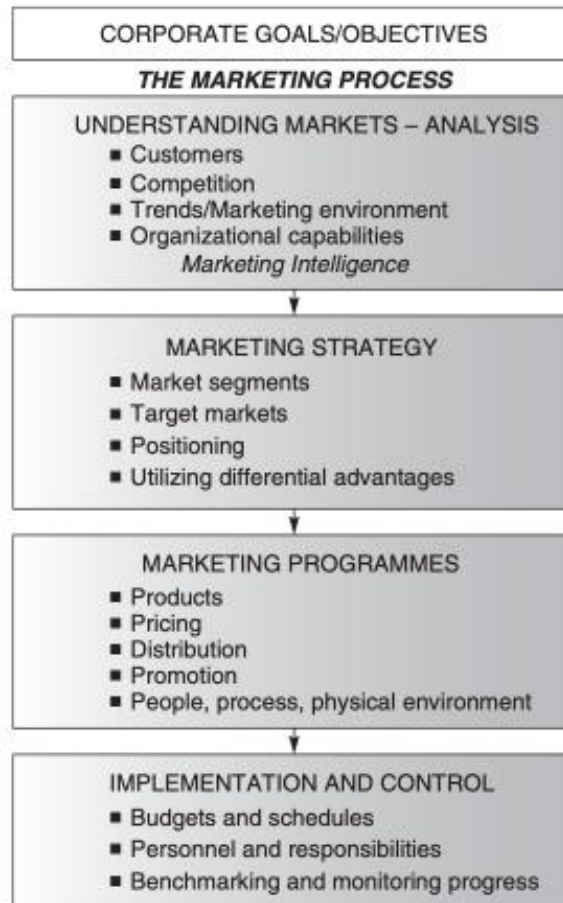 CORPORATE GOALS/OBJECTIVES
THE MARKETING PROCESS
UNDERSTANDING MARKETS – ANALYSIS
■ Customers
■ Competition
■ Trends/Marketing environment
■ Organizational capabilities
Marketing Intelligence
MARKETING STRATEGY
■ Market segments
■ Target markets
■ Positioning
■ Utilizing differential advantages
MARKETING PROGRAMMES
■ Products
■ Pricing
■ Distribution
■ Promotion
■ People, process, physical environment
IMPLEMENTATION AND CONTROL
■ Budgets and schedules
■ Personnel and responsibilities
■ Benchmarking and monitoring progress